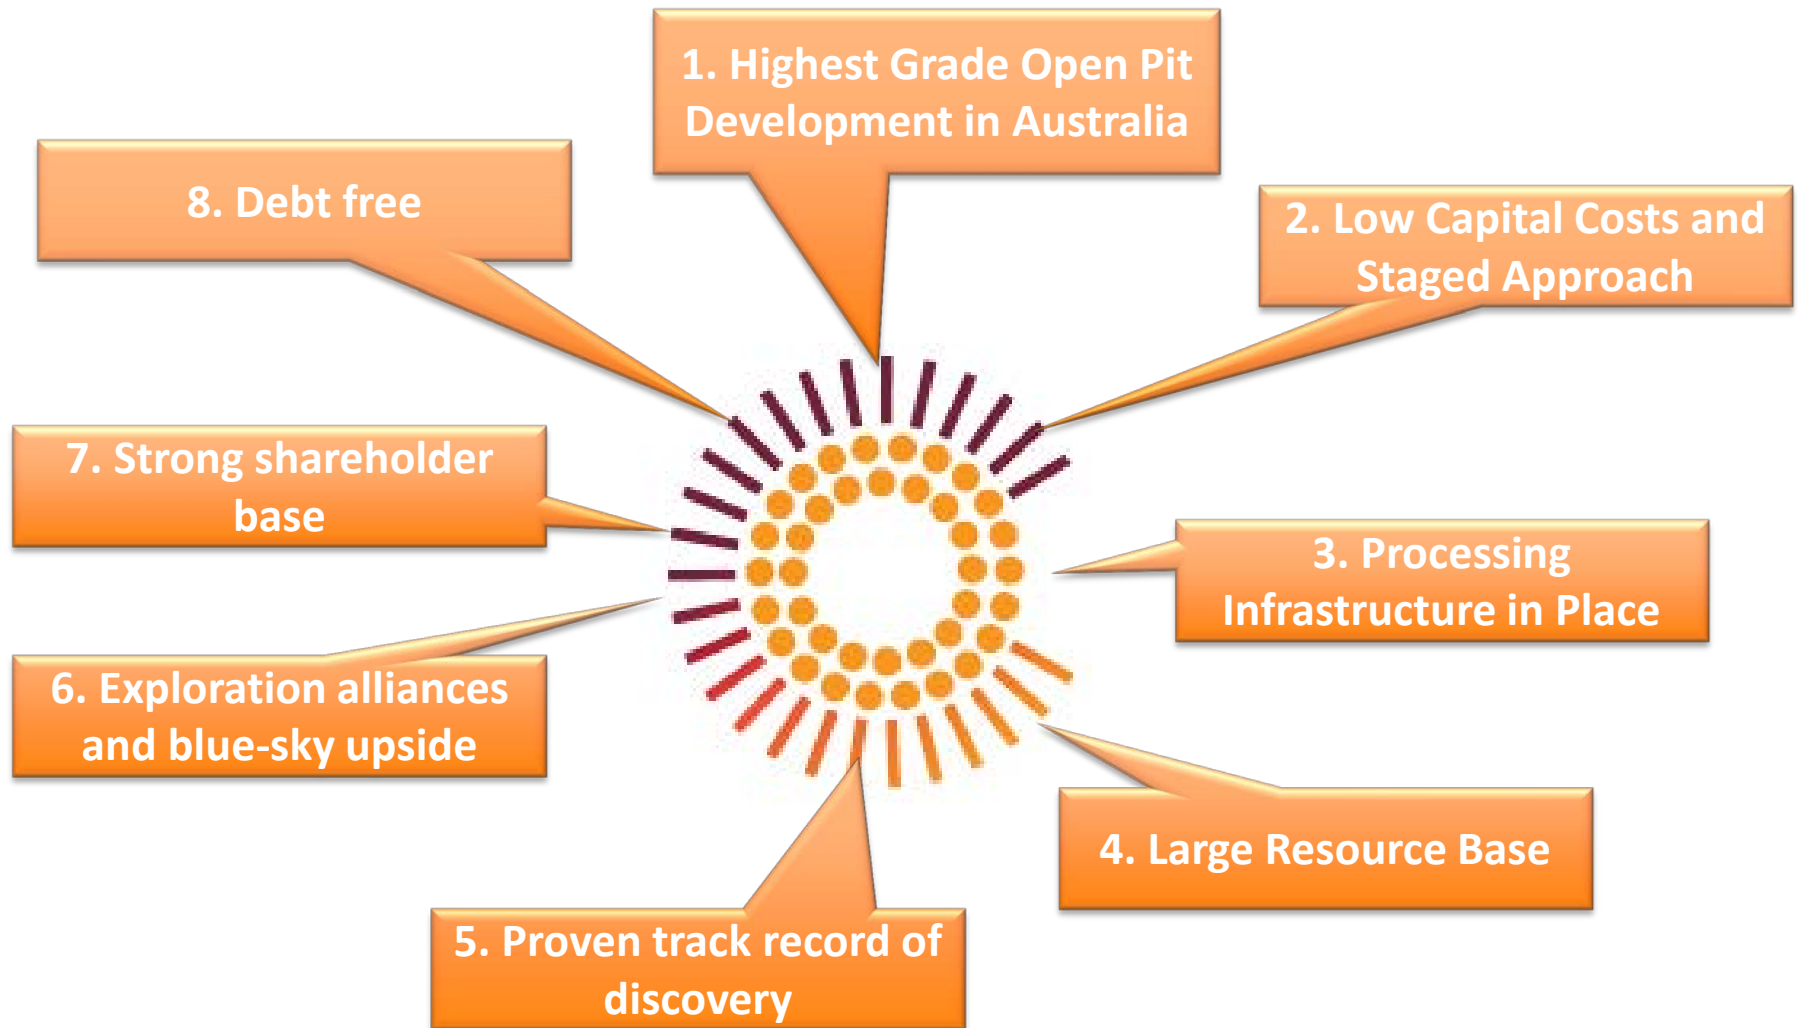 1. Highest Grade Open Pit
Development in Australia
2. Low Capital Costs and
Staged Approach
3. Processing
Infrastructure in Place
4. Large Resource Base
5. Proven track record of
discovery
6. Exploration alliances
and blue-sky upside
7. Strong shareholder
base
8. Debt free